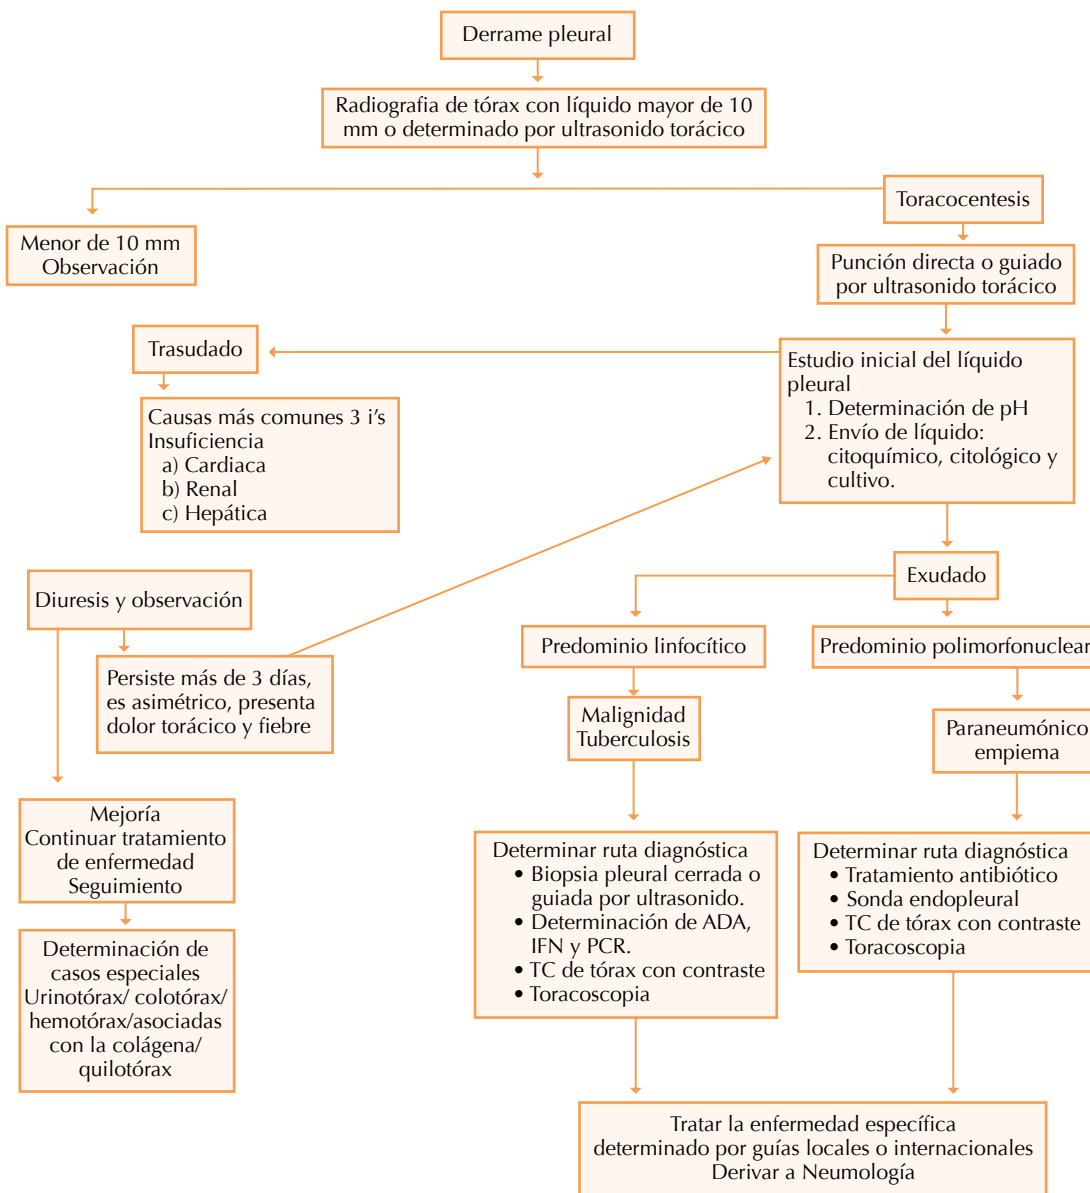 Derrame pleural
Radiografia de tórax con líquido mayor de 10
mm o determinado por ultrasonido torácico
Menor de 10 mm
Observación
Toracocentesis
Punción directa o guiado
por ultrasonido torácico
Trasudado
Causas más comunes 3 i's
Insuficiencia
a) Cardiaca
b) Renal
c) Hepática
Estudio inicial del líquido
pleural
1. Determinación de pH
2. Envío de líquido:
citoquímico, citológico y
cultivo.
Diuresis y observación
Persiste más de 3 días,
es asimétrico, presenta
dolor torácico y fiebre
Exudado
Predominio linfocítico
Predominio polimorfonuclear
Malignidad
Tuberculosis
Paraneumónico
empiema
Mejoría
Continuar tratamiento
de enfermedad
Seguimiento
Determinación de
casos especiales
Urinotórax/ colotórax/
hemotórax/asociadas
con la colágena/
quilotórax
Determinar ruta diagnóstica
• Biopsia pleural cerrada o
guiada por ultrasonido.
• Determinación de ADA,
IFN y PCR.
• TC de tórax con contraste
• Toracoscopia
Determinar ruta diagnóstica
• Tratamiento antibiótico
• Sonda endopleural
• TC de tórax con contraste
• Toracoscopia
Tratar la enfermedad específica
determinado por guías locales o internacionales
Derivar a Neumología